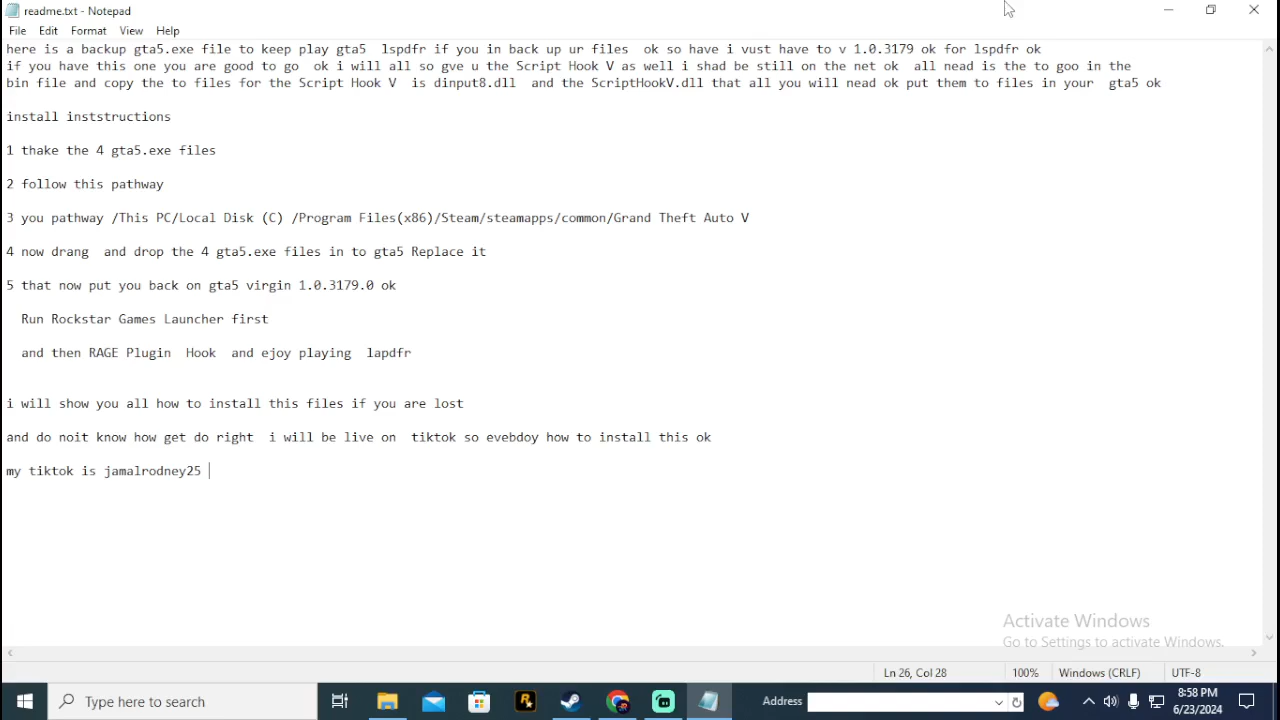 readme.txt - Notepad
File Edit Format View Help
here is a backup gta5.exe file to keep play gta5 lspdfr if you in back up ur files ok so have i vust have to v 1.0.3179 ok for lspdfr ok
if you have this one you are good to go ok i will all so gve u the Script Hook V as well i shad be still on the net ok all nead is the to goo in the
bin file and copy the to files for the Script Hook V is dinput8.dll and the ScriptHookV.dll that all you will nead ok put them to files in your gta5 ok
install inststructions
1 thake the 4 gta5.exe files
2 follow this pathway
3 you pathway /This PC/Local Disk (C) /Program Files(x86)/Steam/steamapps/common/Grand Theft Auto V
4 now drang and drop the 4 gta5.exe files in to gta5 Replace it
5 that now put you back on gta5 virgin 1.0.3179.0 ok
Run Rockstar Games Launcher first
and then RAGE Plugin Hook and ejoy playing lapdfr
i will show you all how to install this files if you are lost
and do noit know how get do right i will be live on tiktok so evebdoy how to install this ok
my tiktok is jamalrodney25
Activate Windows
Go to Settings to activate Windows.
Ln 26, Col 28 100% Windows (CRLF) UTF-8
Type here to search Address 8:58 PM
6/23/2024